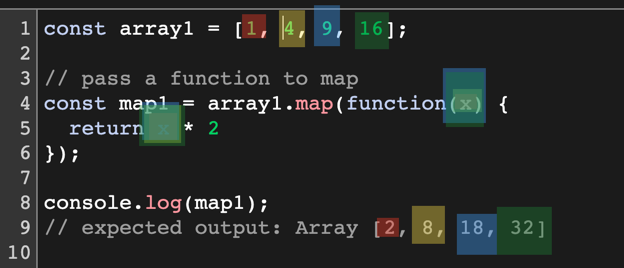 1 const array1 = [1, 4, 9, 16];
2
3 // pass a function to map
4 const map1 = array1.map(function(x) {
5   return x * 2
6 });
7
8 console.log(map1);
9 // expected output: Array [2, 8, 18, 32]
10